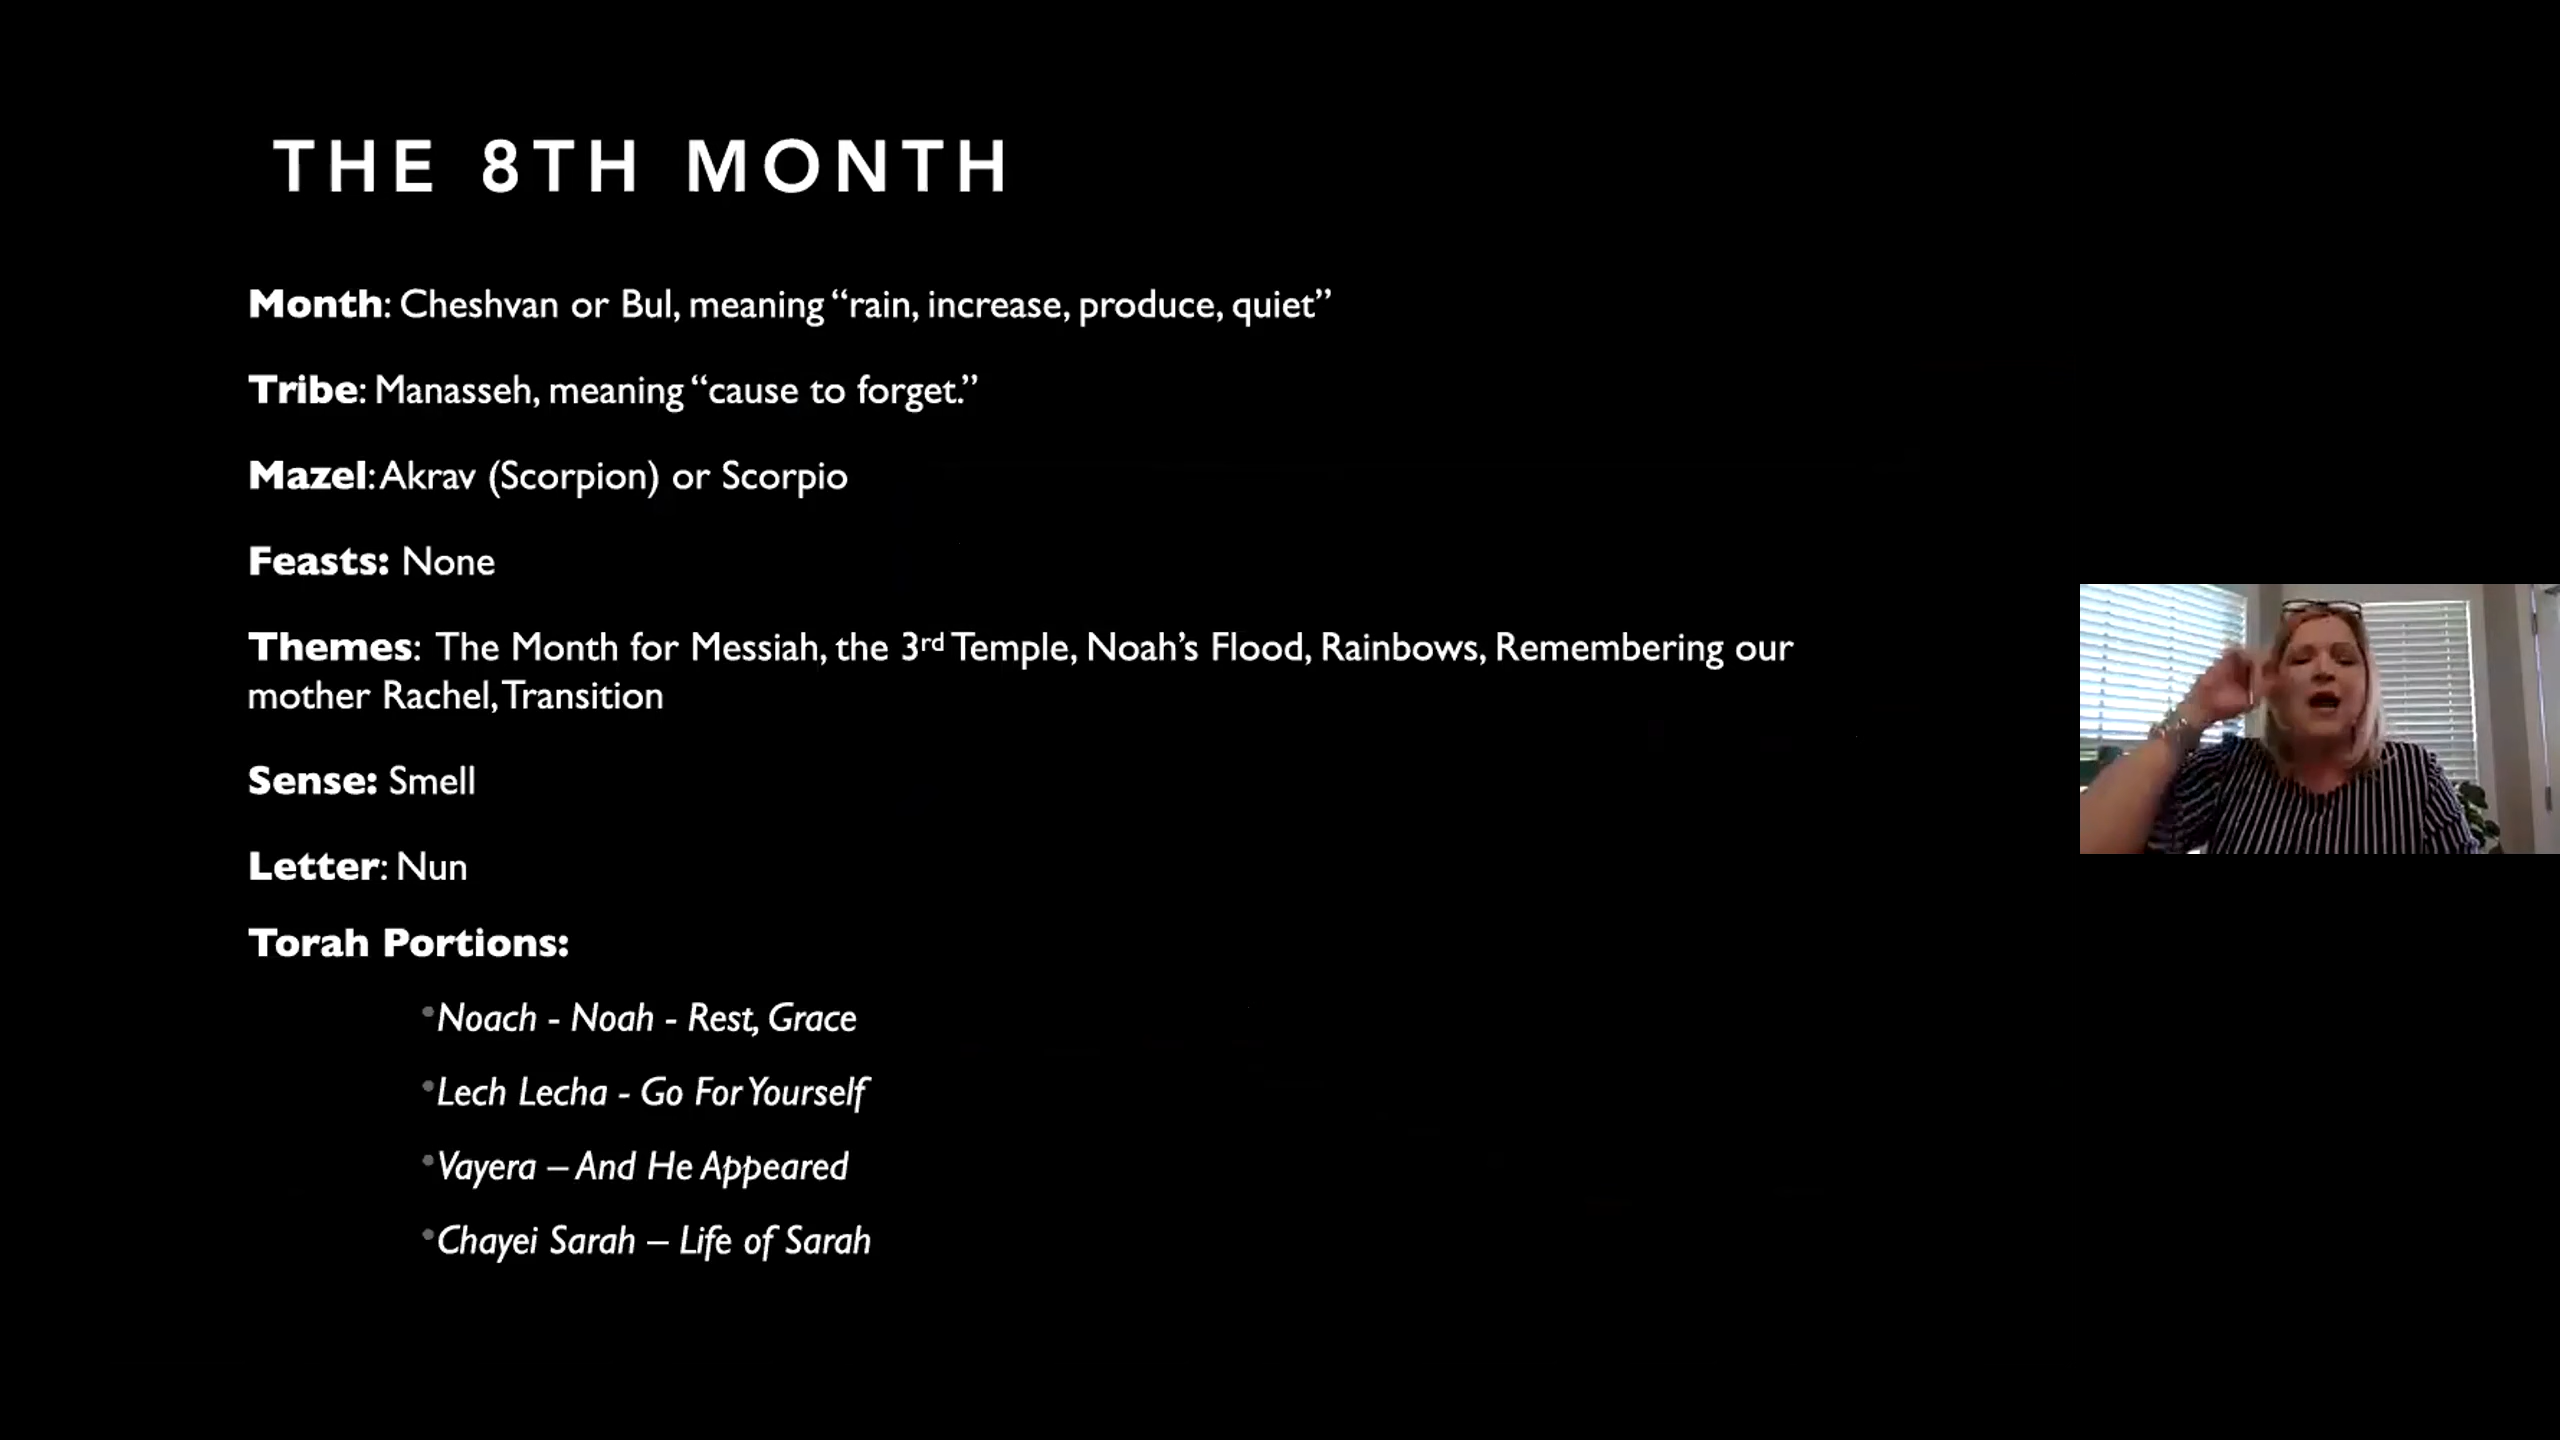 THE 8TH MONTH
Month: Cheshvan or Bul, meaning “rain, increase, produce, quiet”
Tribe: Manasseh, meaning “cause to forget.”
Mazel: Akrav (Scorpion) or Scorpio
Feasts: None
Themes: The Month for Messiah, the 3rd Temple, Noah’s Flood, Rainbows, Remembering our
mother Rachel, Transition
Sense: Smell
Letter: Nun
Torah Portions:
•Noach - Noah - Rest, Grace
•Lech Lecha - Go For Yourself
•Vayera – And He Appeared
•Chayei Sarah – Life of Sarah